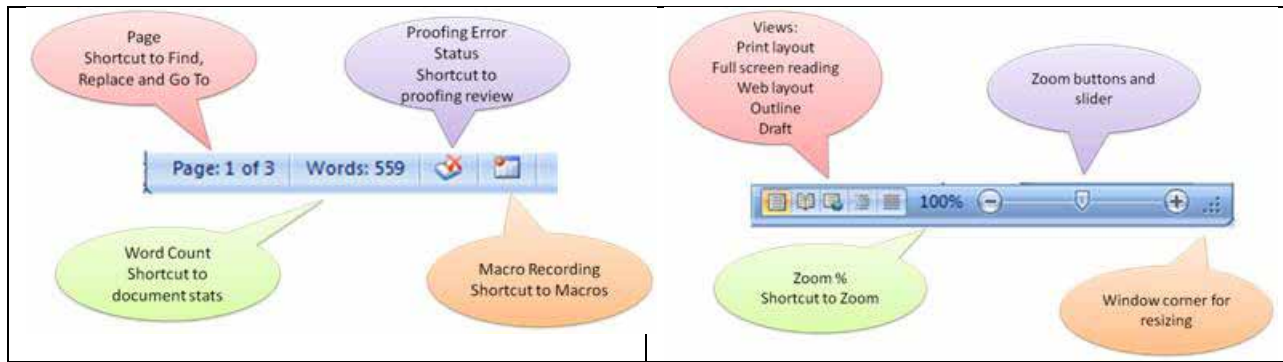 Page
Shortcut to Find,
Replace and Go To
Proofing Error
Status
Shortcut to
proofing review
Page: 1 of 3
Words: 559
Word Count
Shortcut to
document stats
Macro Recording
Shortcut to Macros
Views:
Print layout
Full screen reading
Web layout
Outline
Draft
Zoom buttons and
slider
100%
Zoom %
Shortcut to Zoom
Window corner for
resizing